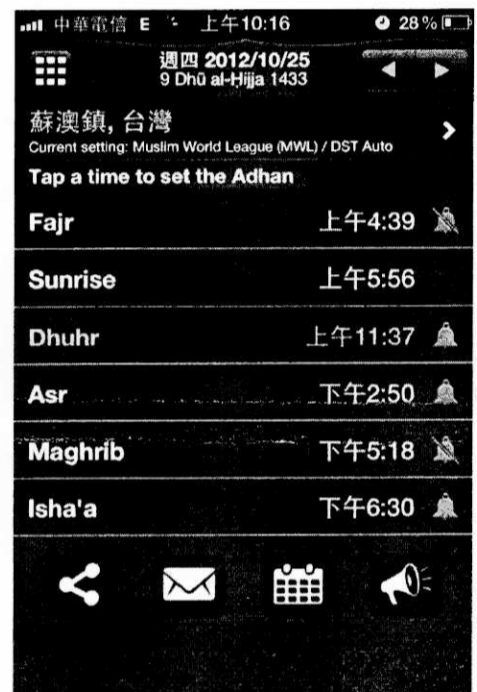 中華電信 E 上午10:16 28%
週四 2012/10/25
9 Dhū al-Ḥijja 1433
蘇澳鎮, 台灣
Current setting: Muslim World League (MWL) / DST Auto
Tap a time to set the Adhan
Fajr 上午4:39
Sunrise 上午5:56
Dhuhr 上午11:37
Asr 下午2:50
Maghrib 下午5:18
Isha'a 下午6:30